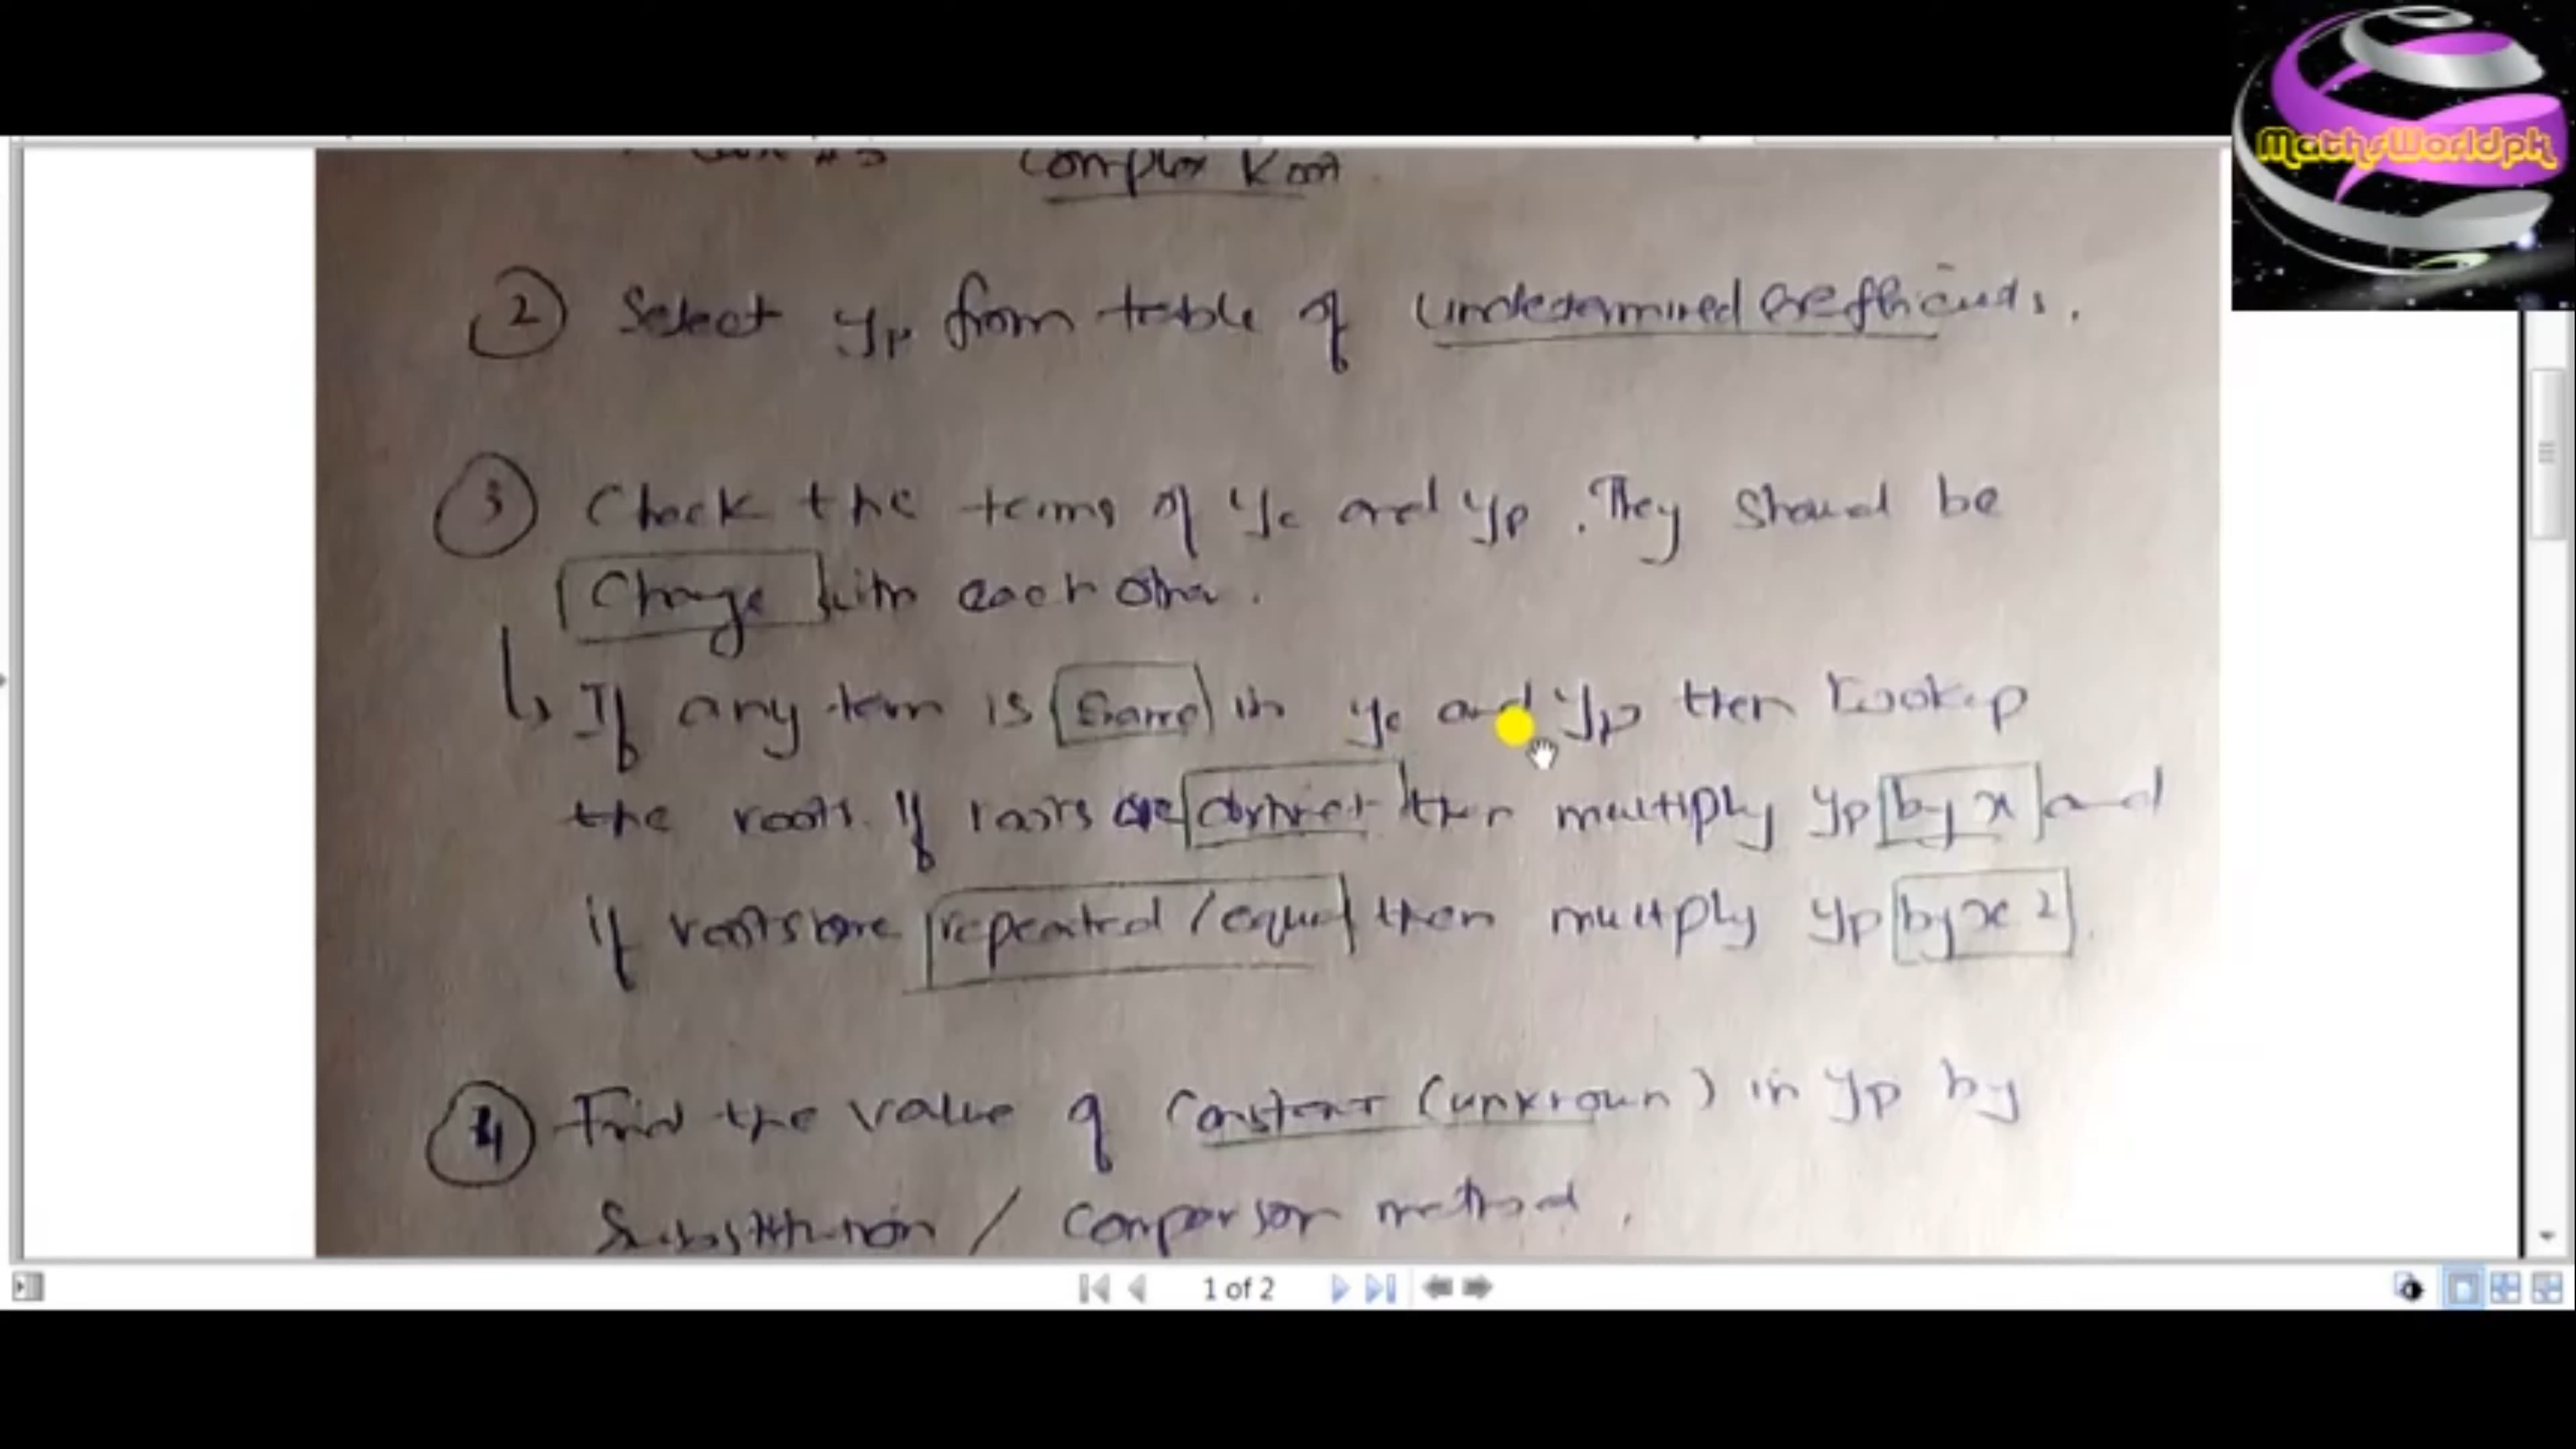 MathsWorldpk
Complex Root
2 Select yp from table of undetermined coefficients.
3 Check the terms of yc and yp. They should be
Change with each other.
↳ If any term is Same in yc and yp then lookup
the roots. If roots are distinct then multiply yp by x and
if roots are repeated / equal then multiply yp by x²
4 Find the value of constant (unknown) in yp by
Substitution / Comparison method.
1 of 2